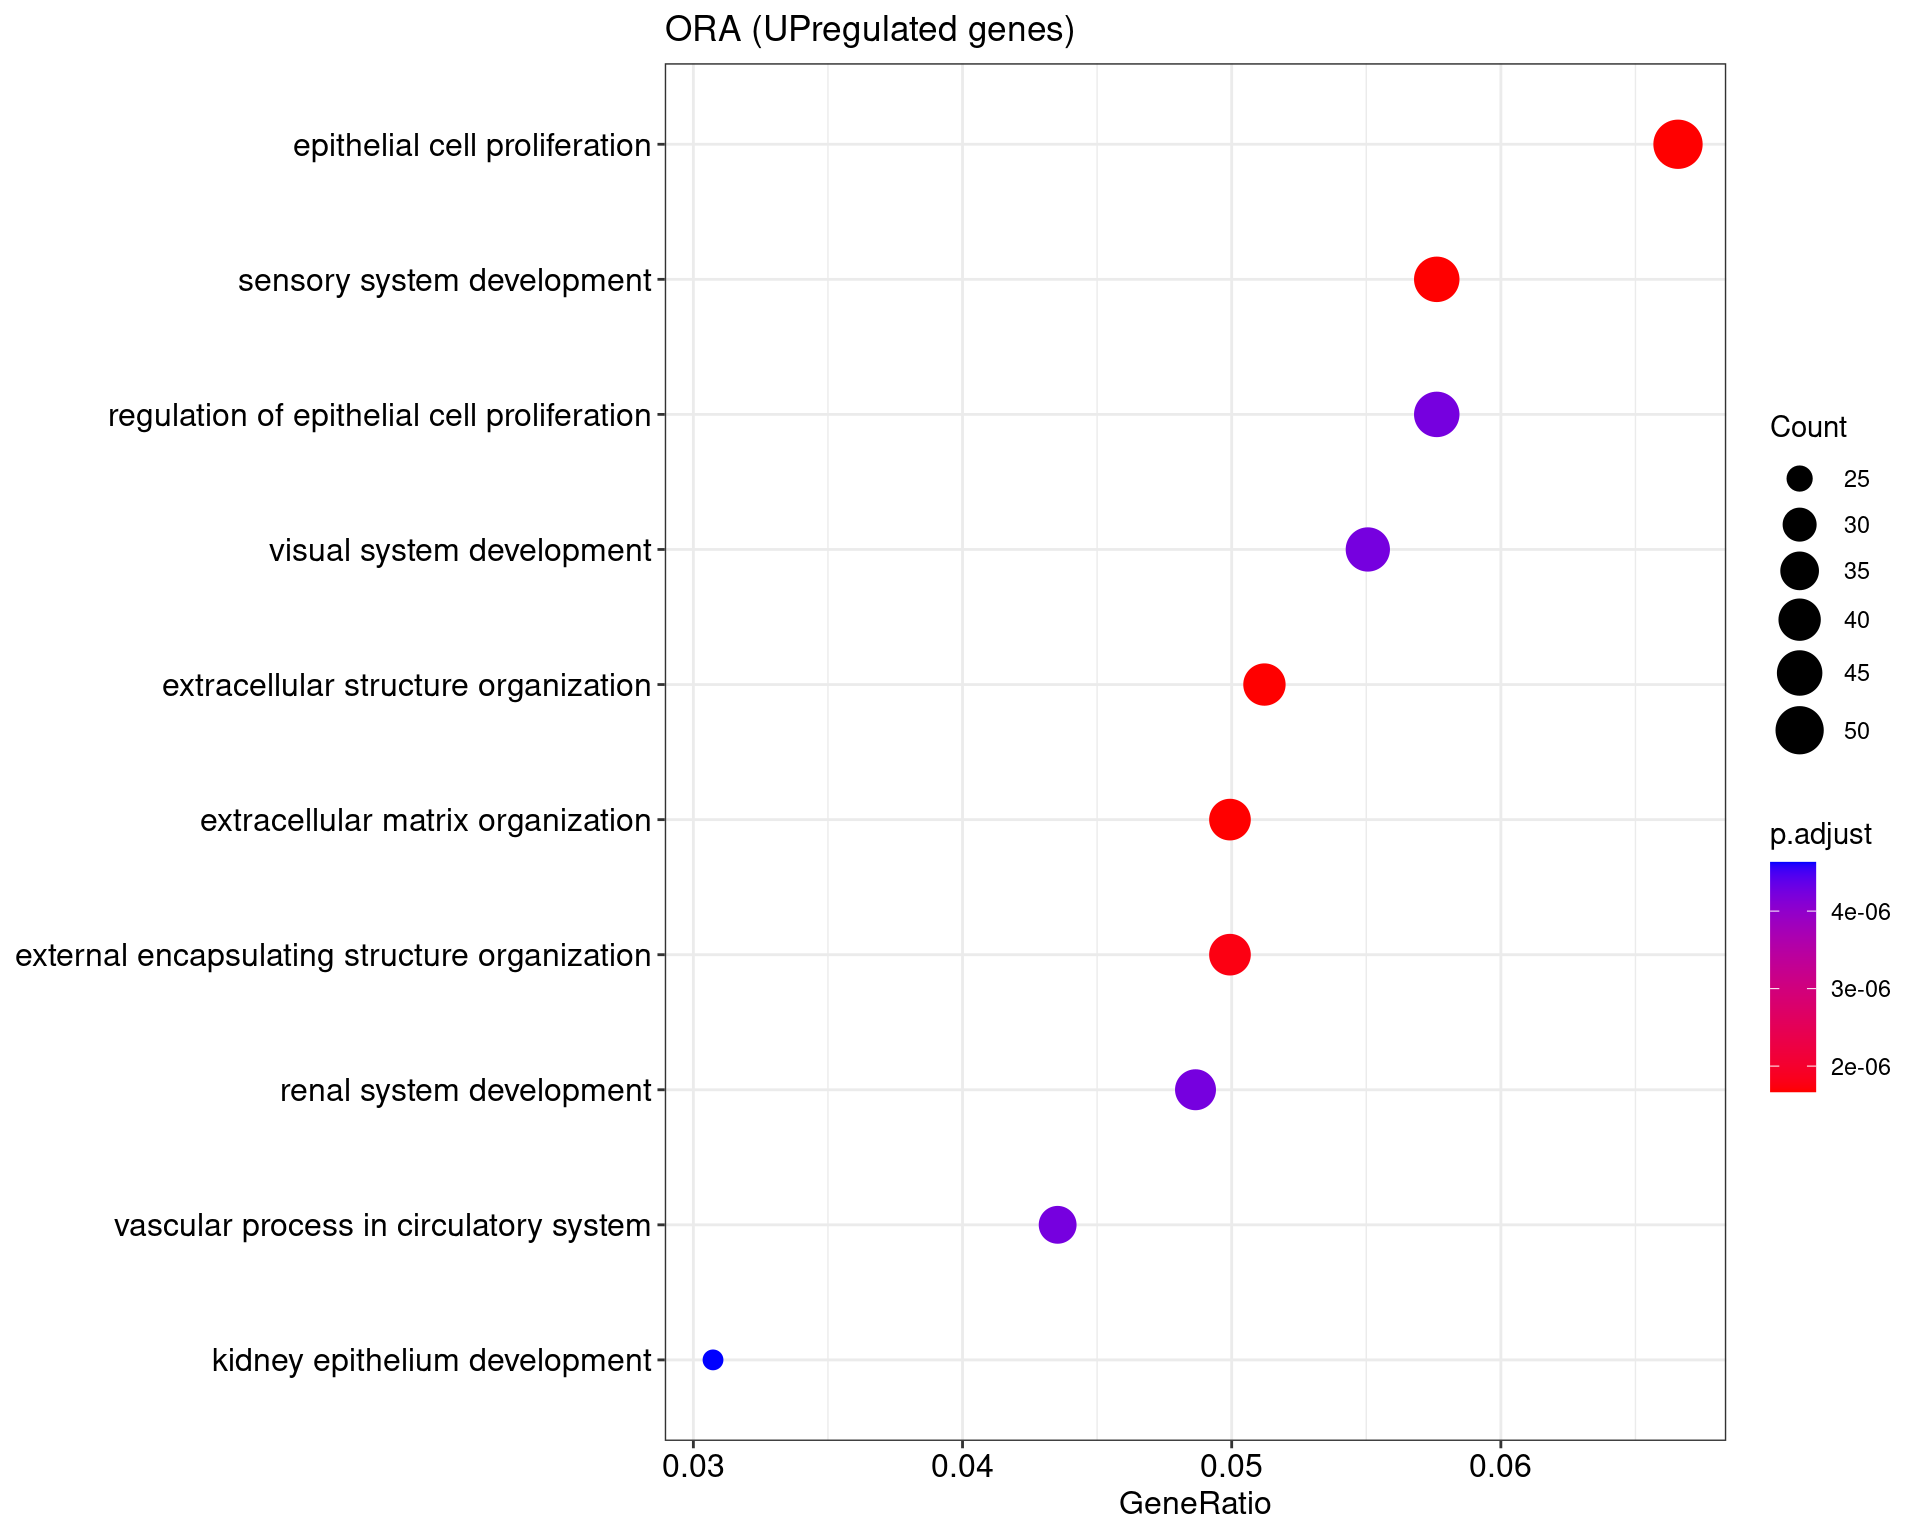 ORA (UPregulated genes)
epithelial cell proliferation
sensory system development
regulation of epithelial cell proliferation
visual system development
extracellular structure organization
extracellular matrix organization
external encapsulating structure organization
renal system development
vascular process in circulatory system
kidney epithelium development
0.03
0.04
0.05
0.06
GeneRatio
Count
25
30
35
40
45
50
p.adjust
4e-06
3e-06
2e-06